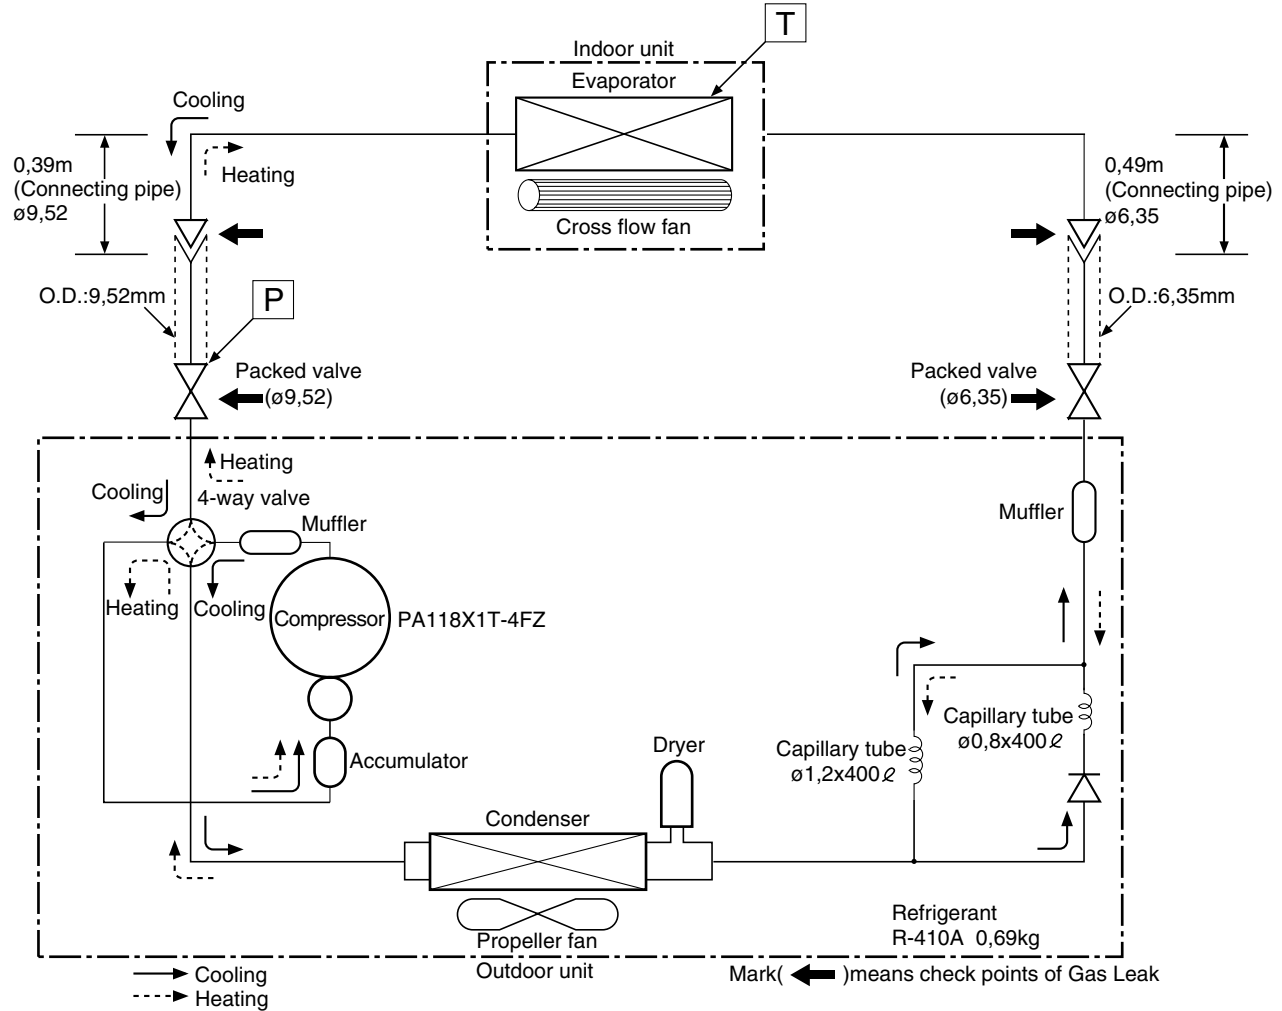 T
Indoor unit
Evaporator
Cooling
Heating
0,39m
(Connecting pipe)
ø9,52
0,49m
(Connecting pipe)
ø6,35
Cross flow fan
O.D.:9,52mm
P
O.D.:6,35mm
Packed valve
(ø9,52)
Packed valve
(ø6,35)
Heating
Cooling
4-way valve
Muffler
Muffler
Heating
Cooling
Compressor
PA118X1T-4FZ
Capillary tube
ø0,8x400ℓ
Capillary tube
ø1,2x400ℓ
Dryer
Accumulator
Condenser
Refrigerant
R-410A 0,69kg
Propeller fan
Outdoor unit
Cooling
Heating
Mark( )means check points of Gas Leak